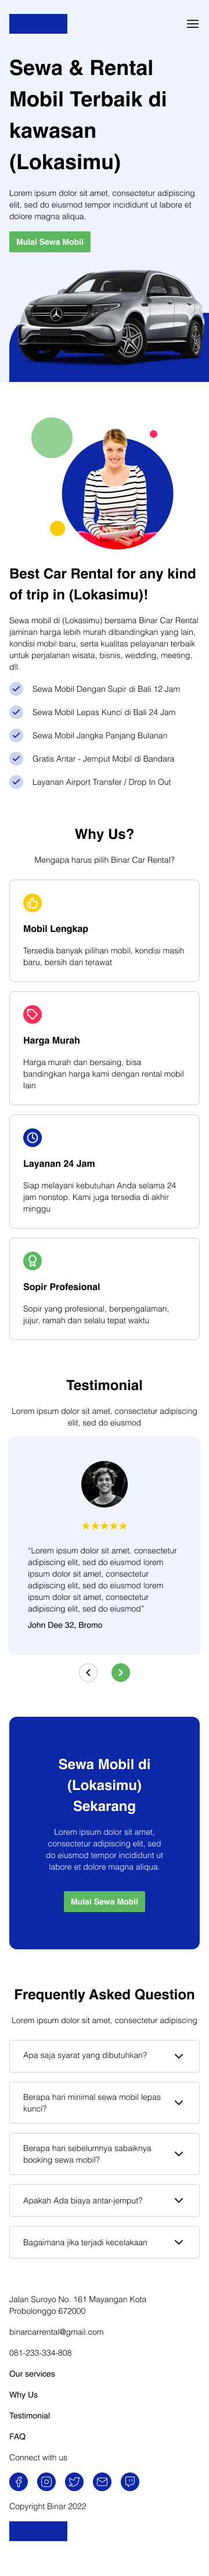 Sewa & Rental
Mobil Terbaik di
kawasan
(Lokasimu)
Lorem ipsum dolor sit amet, consectetur adipiscing
elit, sed do eiusmod tempor incididunt ut labore et
dolore magna aliqua.
Mulai Sewa Mobil
Best Car Rental for any kind
of trip in (Lokasimu)!
Sewa mobil di (Lokasimu) bersama Binar Car Rental
jaminan harga lebih murah dibandingkan yang lain,
kondisi mobil baru, serta kualitas pelayanan terbaik
untuk perjalanan wisata, bisnis, wedding, meeting,
dll.
Sewa Mobil Dengan Supir di Bali 12 Jam
Sewa Mobil Lepas Kunci di Bali 24 Jam
Sewa Mobil Jangka Panjang Bulanan
Gratis Antar - Jemput Mobil di Bandara
Layanan Airport Transfer / Drop In Out
Why Us?
Mengapa harus pilih Binar Car Rental?
Mobil Lengkap
Tersedia banyak pilihan mobil, kondisi masih
baru, bersih dan terawat
Harga Murah
Harga murah dan bersaing, bisa
bandingkan harga kami dengan rental mobil
lain
Layanan 24 Jam
Siap melayani kebutuhan Anda selama 24
jam nonstop. Kami juga tersedia di akhir
minggu
Sopir Profesional
Sopir yang profesional, berpengalaman,
jujur, ramah dan selalu tepat waktu
Testimonial
Lorem ipsum dolor sit amet, consectetur adipiscing
elit, sed do eiusmod
“Lorem ipsum dolor sit amet, consectetur
adipiscing elit, sed do eiusmod lorem
ipsum dolor sit amet, consectetur
adipiscing elit, sed do eiusmod lorem
ipsum dolor sit amet, consectetur
adipiscing elit, sed do eiusmod”
John Dee 32, Bromo
Sewa Mobil di
(Lokasimu)
Sekarang
Lorem ipsum dolor sit amet,
consectetur adipiscing elit, sed
do eiusmod tempor incididunt ut
labore et dolore magna aliqua.
Mulai Sewa Mobil
Frequently Asked Question
Lorem ipsum dolor sit amet, consectetur adipiscing
Apa saja syarat yang dibutuhkan?
Berapa hari minimal sewa mobil lepas
kunci?
Berapa hari sebelumnya sabaiknya
booking sewa mobil?
Apakah Ada biaya antar-jemput?
Bagaimana jika terjadi kecelakaan
Jalan Suroyo No. 161 Mayangan Kota
Probolonggo 672000
binarcarrental@gmail.com
081-233-334-808
Our services
Why Us
Testimonial
FAQ
Connect with us
Copyright Binar 2022